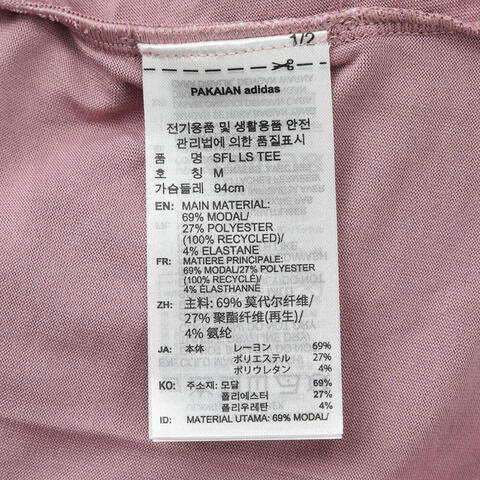 1/2
PAKAIAN adidas
전기용품 및 생활용품 안전
관리법에 의한 품질표시
품 명 SFL LS TEE
호 칭 M
가슴둘레 94cm
EN: MAIN MATERIAL:
69% MODAL/
27% POLYESTER
(100% RECYCLED)/
4% ELASTANE
FR: MATIERE PRINCIPALE:
69% MODAL/27% POLYESTER
(100% RECYCLÉ)/
4% ÉLASTHANNE
ZH: 主料: 69% 莫代尔纤维/
27% 聚酯纤维(再生)/
4% 氨纶
JA: 本体 レーヨン 69%
ポリエステル 27%
ポリウレタン 4%
KO: 주소재: 모달 69%
폴리에스터 27%
폴리우레탄 4%
ID: MATERIAL UTAMA: 69% MODAL/